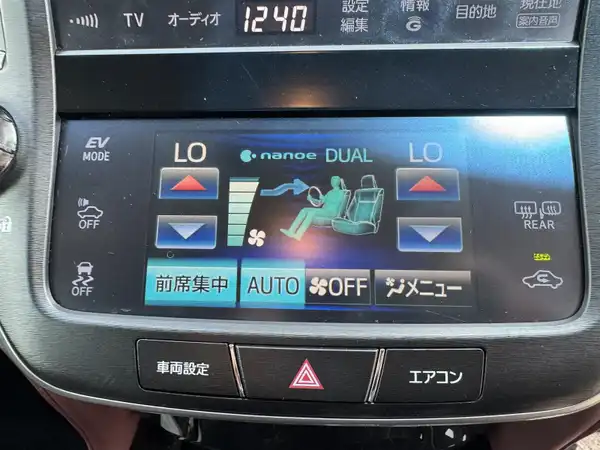 TV オーディオ 12:40 設定
編集 情報
G 目的地 現在地
案内音声
EV
MODE
LO nanoe DUAL LO
OFF
REAR
OFF
前席集中 AUTO OFF メニュー
車両設定 エアコン